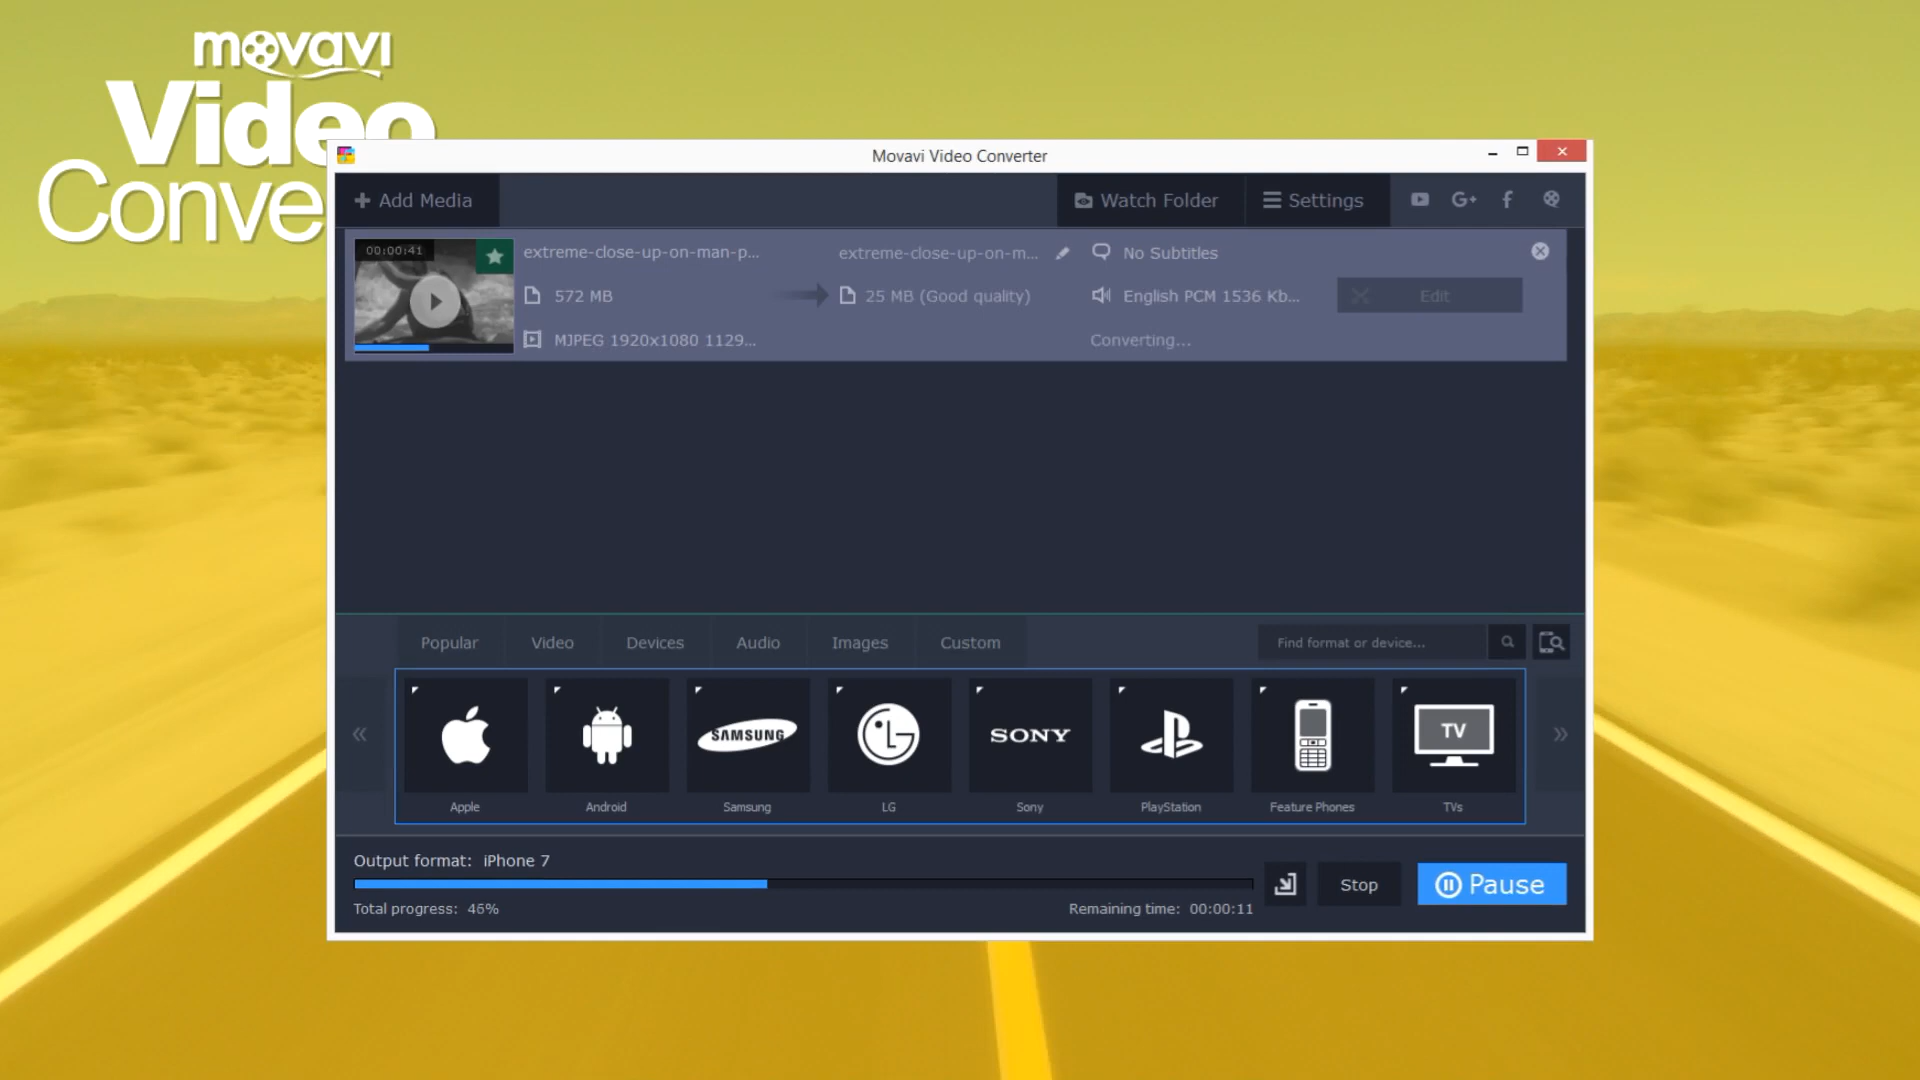 movavi
Video
Conve
Movavi Video Converter
Add Media
Watch Folder
Settings
G+
f
00:00:41
extreme-close-up-on-man-p...
extreme-close-up-on-m...
No Subtitles
572 MB
25 MB (Good quality)
English PCM 1536 Kb...
Edit
MJPEG 1920x1080 1129...
Converting...
Popular
Video
Devices
Audio
Images
Custom
Find format or device...
SAMSUNG
LG
SONY
TV
Apple
Android
Samsung
LG
Sony
PlayStation
Feature Phones
TVs
Output format: iPhone 7
Stop
Pause
Total progress: 46%
Remaining time: 00:00:11